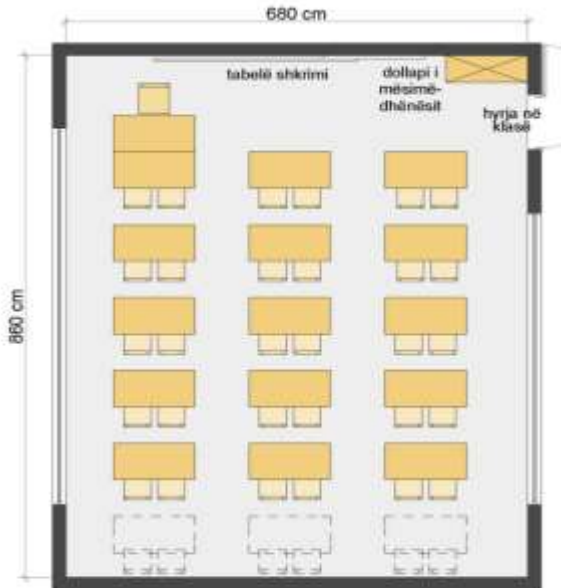 680 cm
tabelë shkrimi
dollapi i
mësimë-
dhënësit
hyrja në
klasë
860 cm